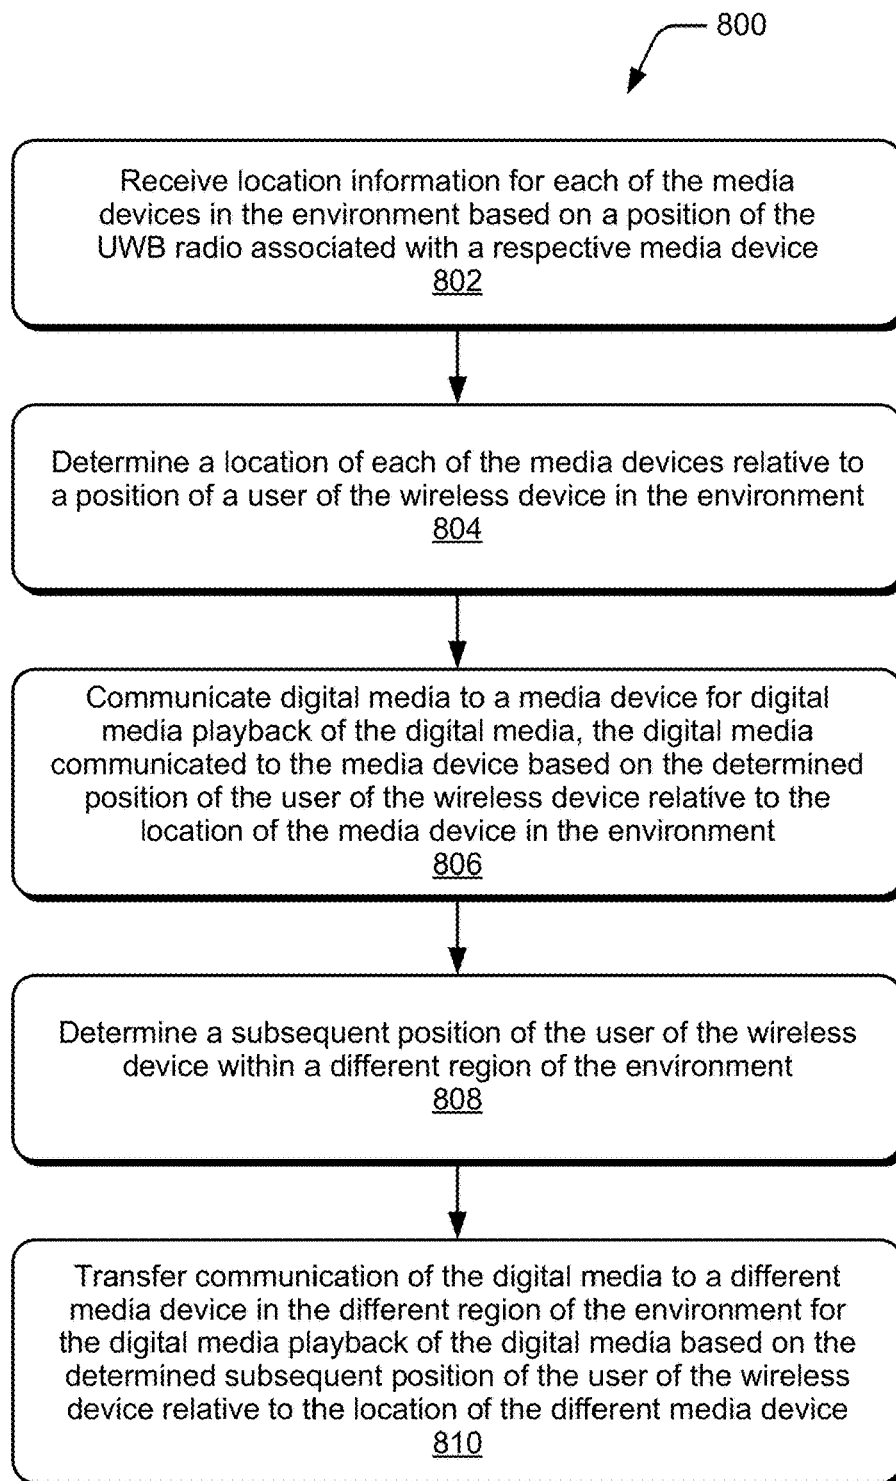 800
Receive location information for each of the media
devices in the environment based on a position of the
UWB radio associated with a respective media device
802
Determine a location of each of the media devices relative to
a position of a user of the wireless device in the environment
804
Communicate digital media to a media device for digital
media playback of the digital media, the digital media
communicated to the media device based on the determined
position of the user of the wireless device relative to the
location of the media device in the environment
806
Determine a subsequent position of the user of the wireless
device within a different region of the environment
808
Transfer communication of the digital media to a different
media device in the different region of the environment for
the digital media playback of the digital media based on the
determined subsequent position of the user of the wireless
device relative to the location of the different media device
810